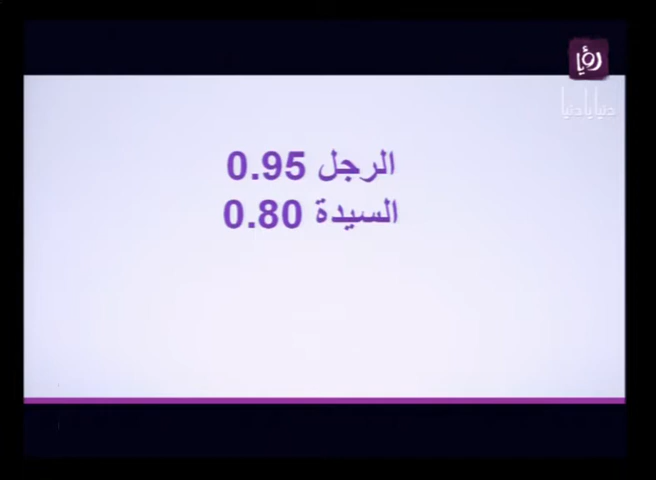 رؤيا
دنيا يا دنيا
الرجل 0.95
السيدة 0.80